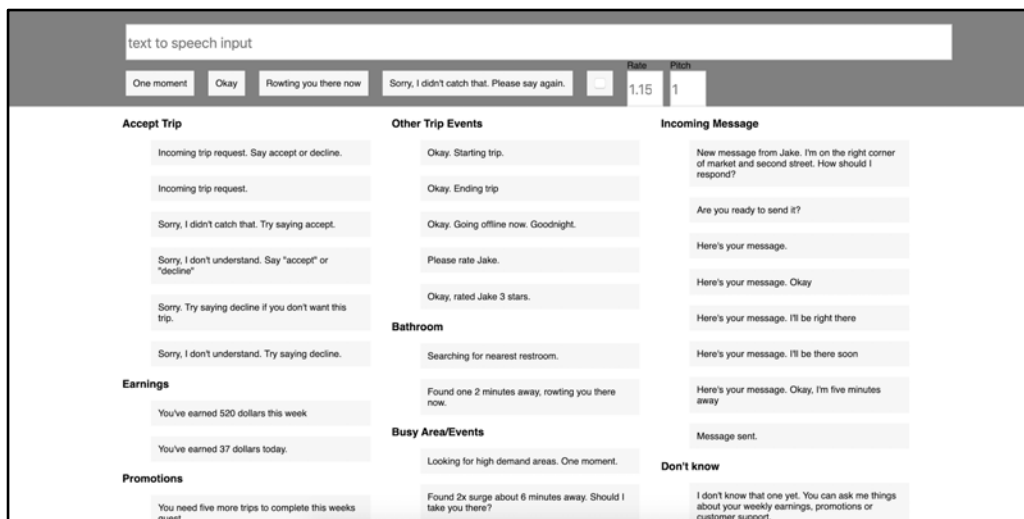 text to speech input
Rate
Pitch
One moment
Okay
Rowting you there now
Sorry, I didn't catch that. Please say again.
1.15
1
Accept Trip
Incoming trip request. Say accept or decline.
Incoming trip request.
Sorry, I didn't catch that. Try saying accept.
Sorry, I don't understand. Say "accept" or
"decline"
Sorry. Try saying decline if you don't want this
trip.
Sorry, I don't understand. Try saying decline.
Earnings
You've earned 520 dollars this week
You've earned 37 dollars today.
Promotions
You need five more trips to complete this weeks
quest
Other Trip Events
Okay. Starting trip.
Okay. Ending trip
Okay. Going offline now. Goodnight.
Please rate Jake.
Okay, rated Jake 3 stars.
Bathroom
Searching for nearest restroom.
Found one 2 minutes away, rowting you there
now.
Busy Area/Events
Looking for high demand areas. One moment.
Found 2x surge about 6 minutes away. Should I
take you there?
Incoming Message
New message from Jake. I'm on the right corner
of market and second street. How should I
respond?
Are you ready to send it?
Here's your message.
Here's your message. Okay
Here's your message. I'll be right there
Here's your message. I'll be there soon
Here's your message. Okay, I'm five minutes
away
Message sent.
Don't know
I don't know that one yet. You can ask me things
about your weekly earnings, promotions or
customer support.